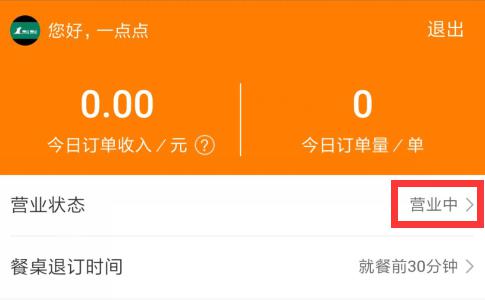 您好，一点点
退出
0.00
0
今日订单收入／元 ?
今日订单量／单
营业状态
营业中
餐桌退订时间
就餐前30分钟